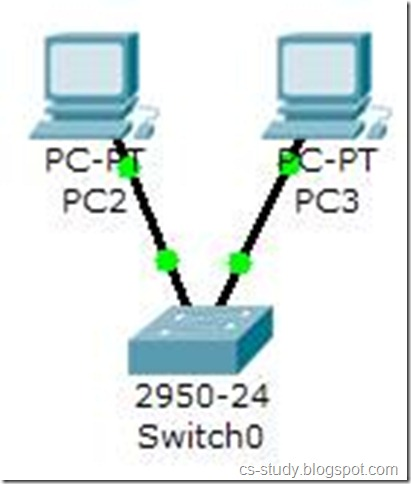 PC-PT
PC2
PC-PT
PC3
2950-24
Switch0
cs-study.blogspot.com